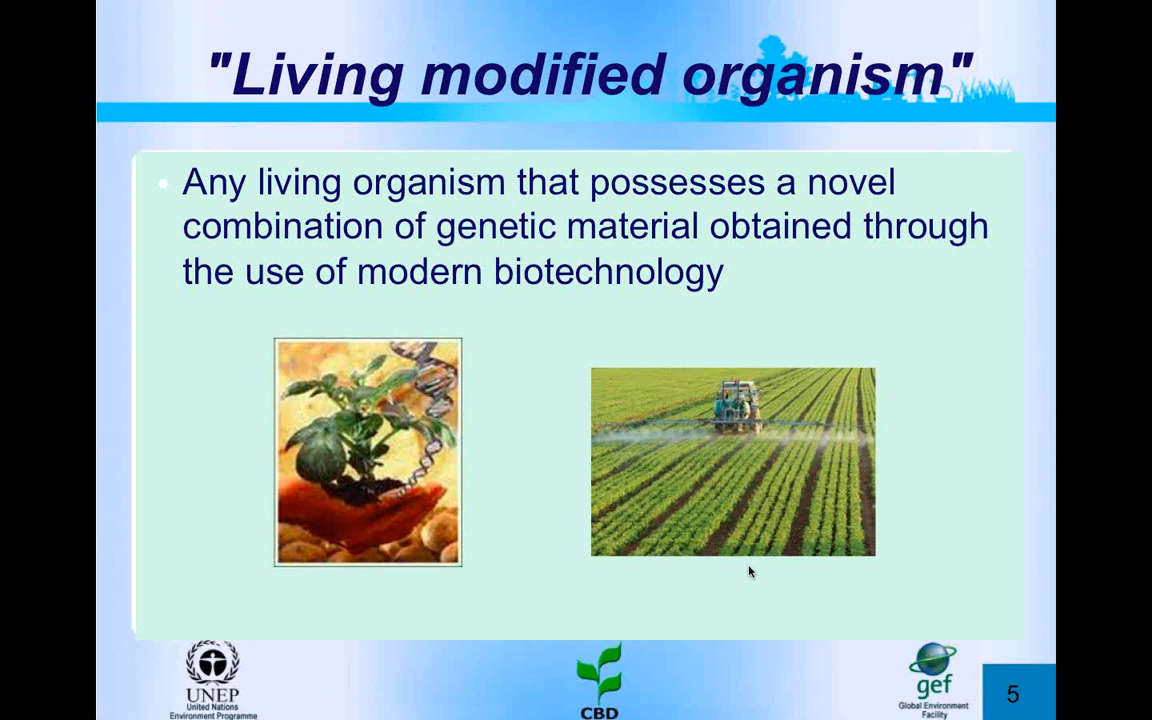 "Living modified organism"
• Any living organism that possesses a novel
combination of genetic material obtained through
the use of modern biotechnology
UNEP
United Nations
Environment Programme
CBD
gef
Global Environment
Facility
5